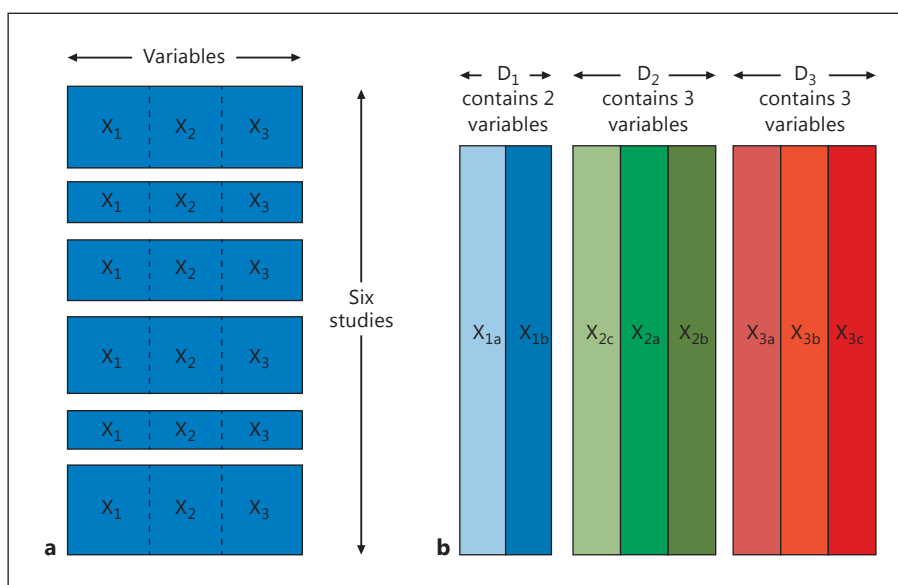 Variables
X1 X2 X3
X1 X2 X3
X1 X2 X3
X1 X2 X3
X1 X2 X3
X1 X2 X3
Six
studies
a
D1
contains 2
variables
D2
contains 3
variables
D3
contains 3
variables
X1a X1b X2c X2a X2b X3a X3b X3c
b